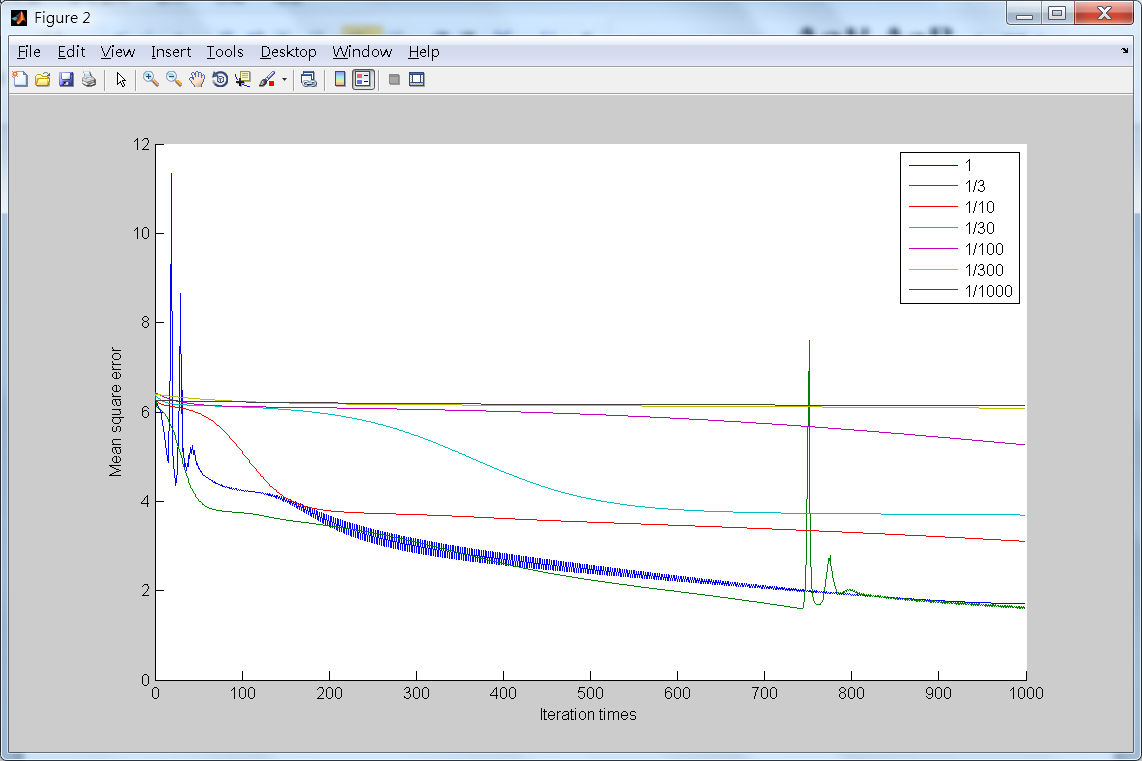 Figure 2
File Edit View Insert Tools Desktop Window Help
12
10
8
6
4
2
0
Mean square error
0 100 200 300 400 500 600 700 800 900 1000
Iteration times
1
1/3
1/10
1/30
1/100
1/300
1/1000